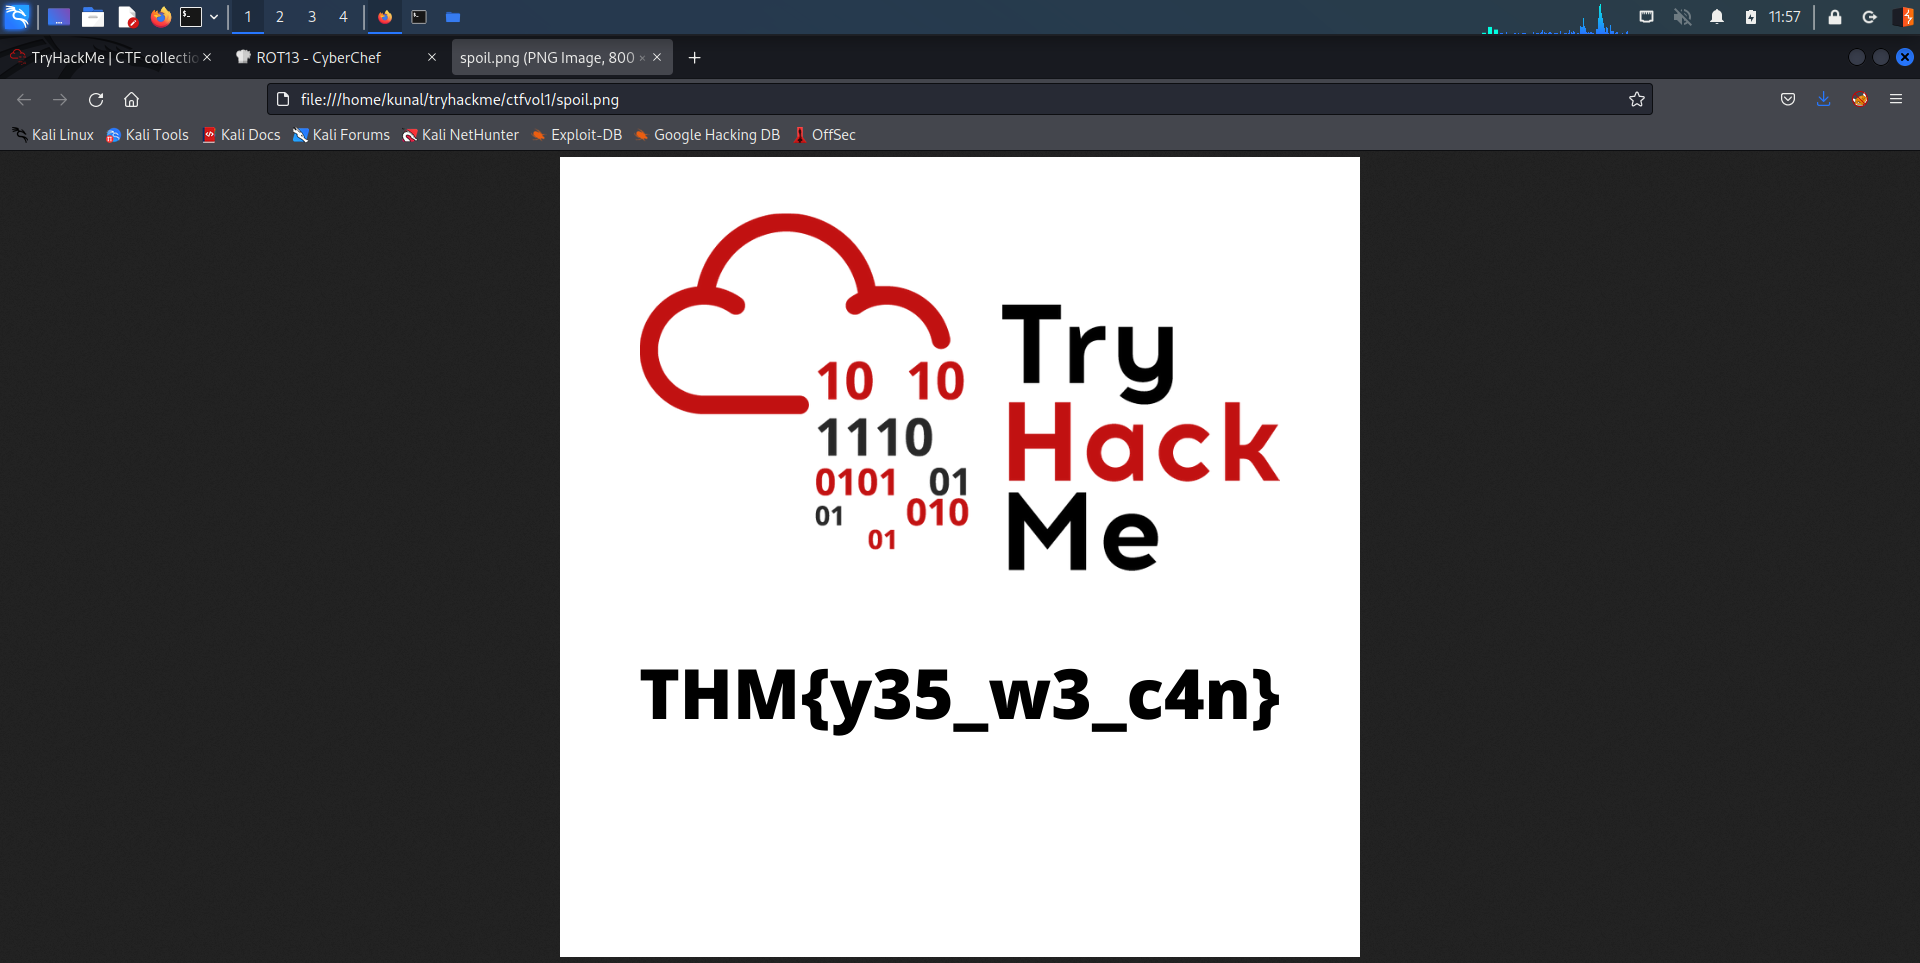 1 2 3 4 11:57
TryHackMe | CTF collectio ROT13 - CyberChef spoil.png (PNG Image, 800
file:///home/kunal/tryhackme/ctfvol1/spoil.png
Kali Linux Kali Tools Kali Docs Kali Forums Kali NetHunter Exploit-DB Google Hacking DB OffSec
Try
Hack
Me
10 10
1110
0101 01
01 010
01
THM{y35_w3_c4n}